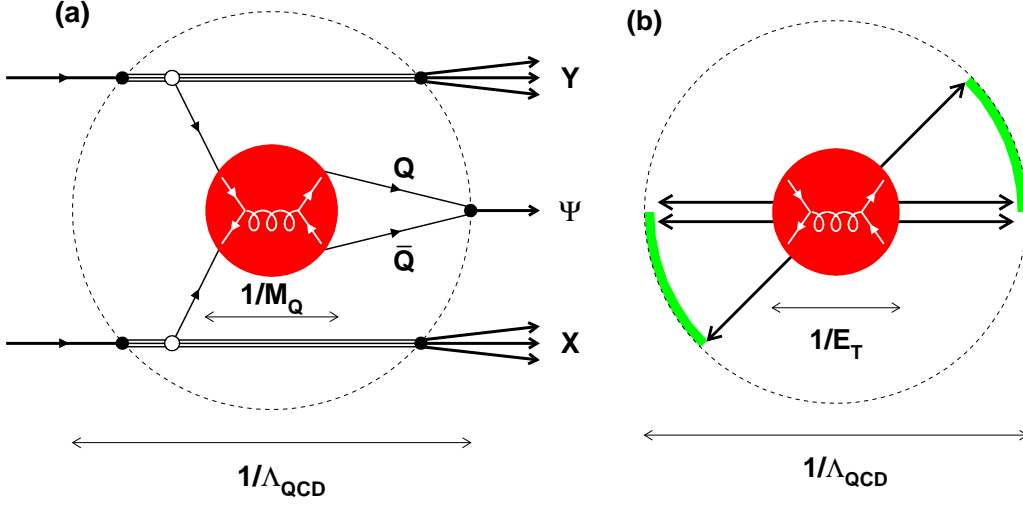 (a)
Y
Q
Ψ
Q̄
1/M_Q
X
1/Λ_QCD
(b)
1/E_T
1/Λ_QCD